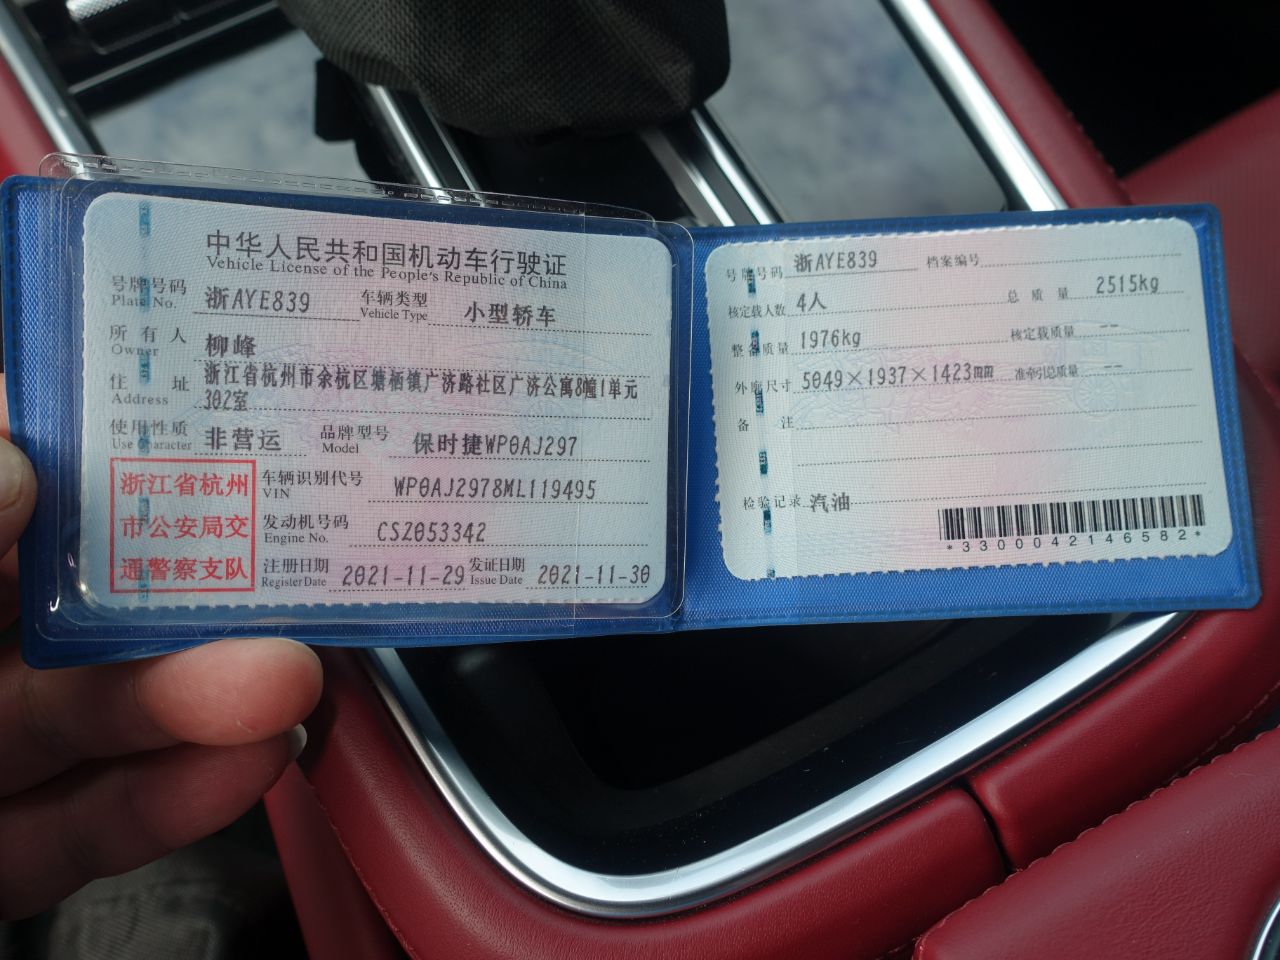 中华人民共和国机动车行驶证
Vehicle License of the People's Republic of China
号牌号码 浙AYE839 车辆类型 小型轿车
Plate No. Vehicle Type
所有人 柳峰
Owner
住址 浙江省杭州市余杭区塘栖镇广济路社区广济公寓8幢1单元
Address 302室
使用性质 非营运 品牌型号 保时捷WP0AJ297
Use Character Model
浙江省杭州
市公安局交
通警察支队
车辆识别代号 WP0AJ2978ML119495
VIN
发动机号码 CSZ053342
Engine No.
注册日期 2021-11-29 发证日期 2021-11-30
Register Date Issue Date
号牌号码 浙AYE839 档案编号
核定载人数 4人 总质量 2515kg
整备质量 1976kg 核定载质量 --
外廓尺寸 5049×1937×1423mm 准牵引总质量 --
备注
检验记录 汽油
*3300042146582*